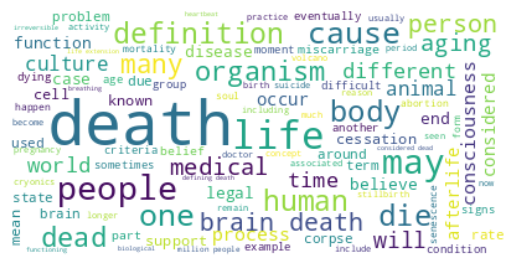 heartbeat
problem practice eventually usually
irreversible activity definition cause person
function mortality moment miscarriage period
life extension disease aging
culture many organism different
dying case age due group volcano
breathing birth suicide difficult reason animal abortion
cell known soul occur body much end
happen death life may consciousness considered
become another cessation seen form considered dead
used including
pregnancy criteria doctor concept
world belief medical around associated
sometimes time term believe afterlife
people defining death stillbirth now
cryonics legal human signs
state longer one remain die senescence
brain brain death
mean dead part process corpse will rate
support example include condition
functioning biological million people